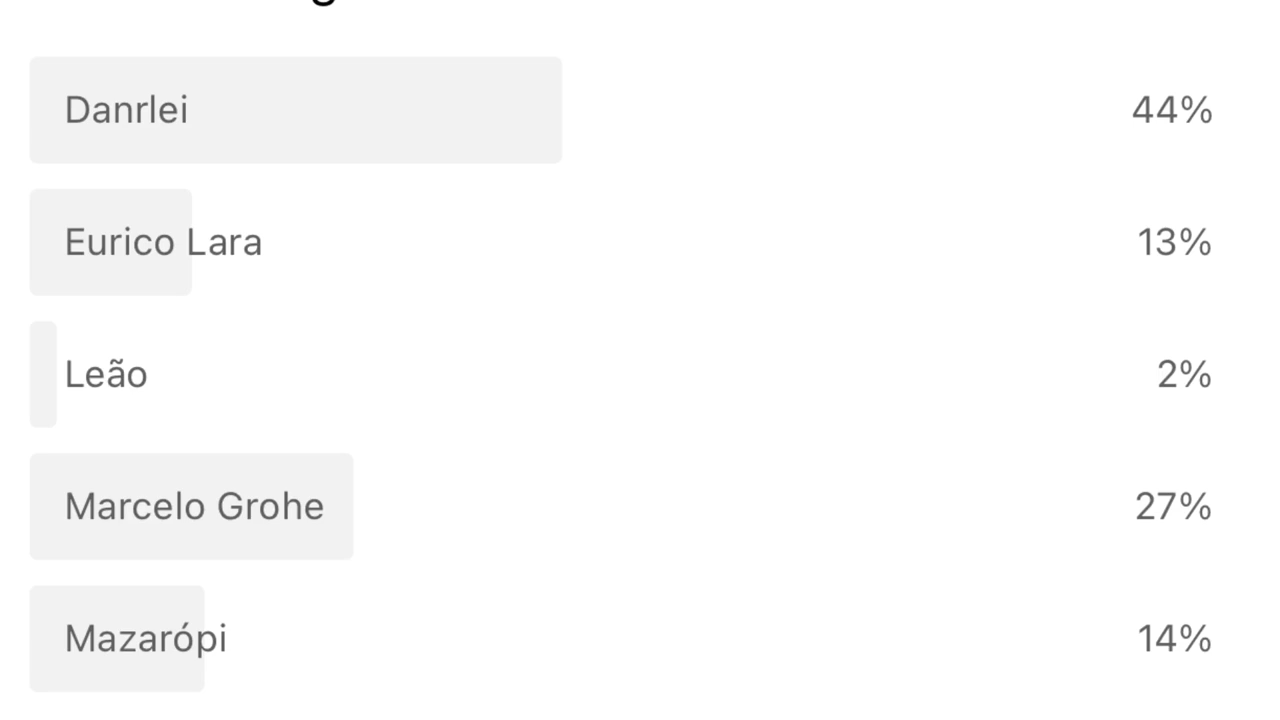 Danrlei 44%
Eurico Lara 13%
Leão 2%
Marcelo Grohe 27%
Mazarópi 14%